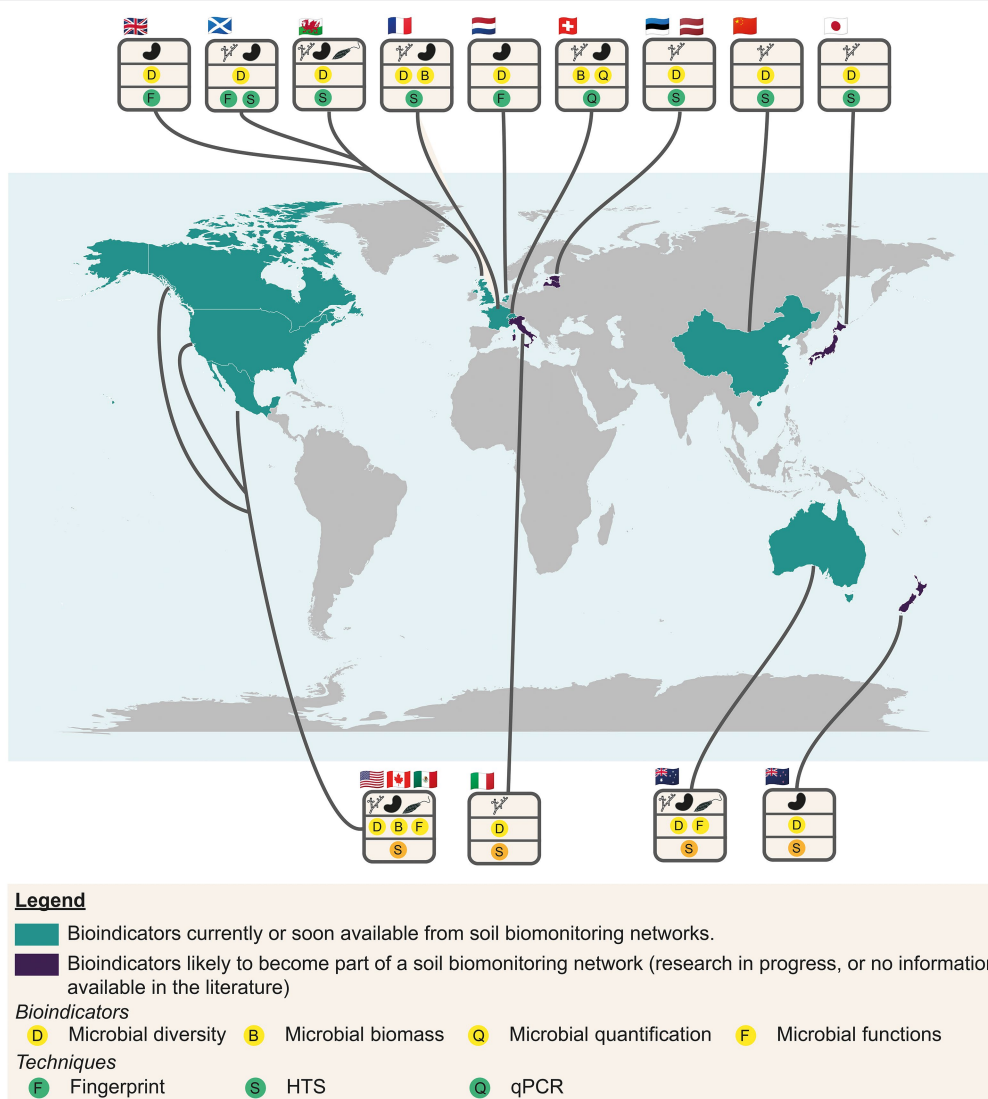 D D D D B D B Q D D D
F F S S S F Q S S S
D B F D D F D
S S S S
Legend
Bioindicators currently or soon available from soil biomonitoring networks.
Bioindicators likely to become part of a soil biomonitoring network (research in progress, or no information
available in the literature)
Bioindicators
D Microbial diversity B Microbial biomass Q Microbial quantification F Microbial functions
Techniques
F Fingerprint S HTS Q qPCR